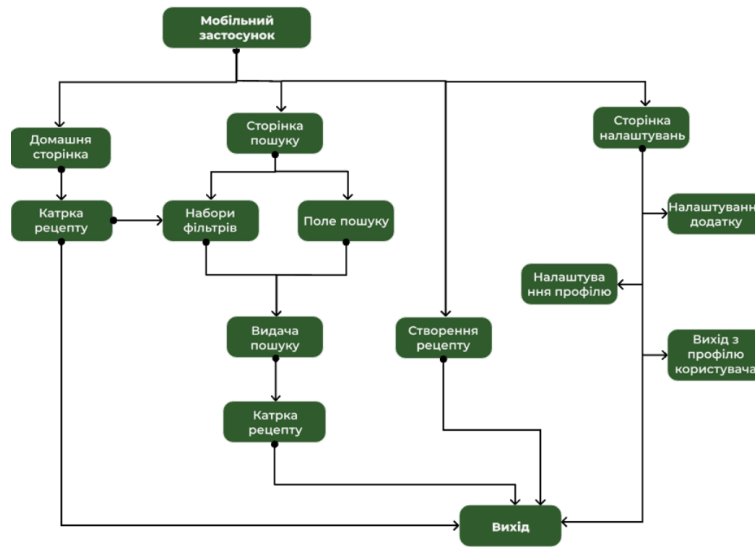 Мобільний
застосунок
Домашня
сторінка
Сторінка
пошуку
Сторінка
налаштувань
Катрка
рецепту
Набори
фільтрів
Поле пошуку
Налаштування
додатку
Налаштува
ння профілю
Видача
пошуку
Створення
рецепту
Вихід з
профілю
користувача
Катрка
рецепту
Вихід